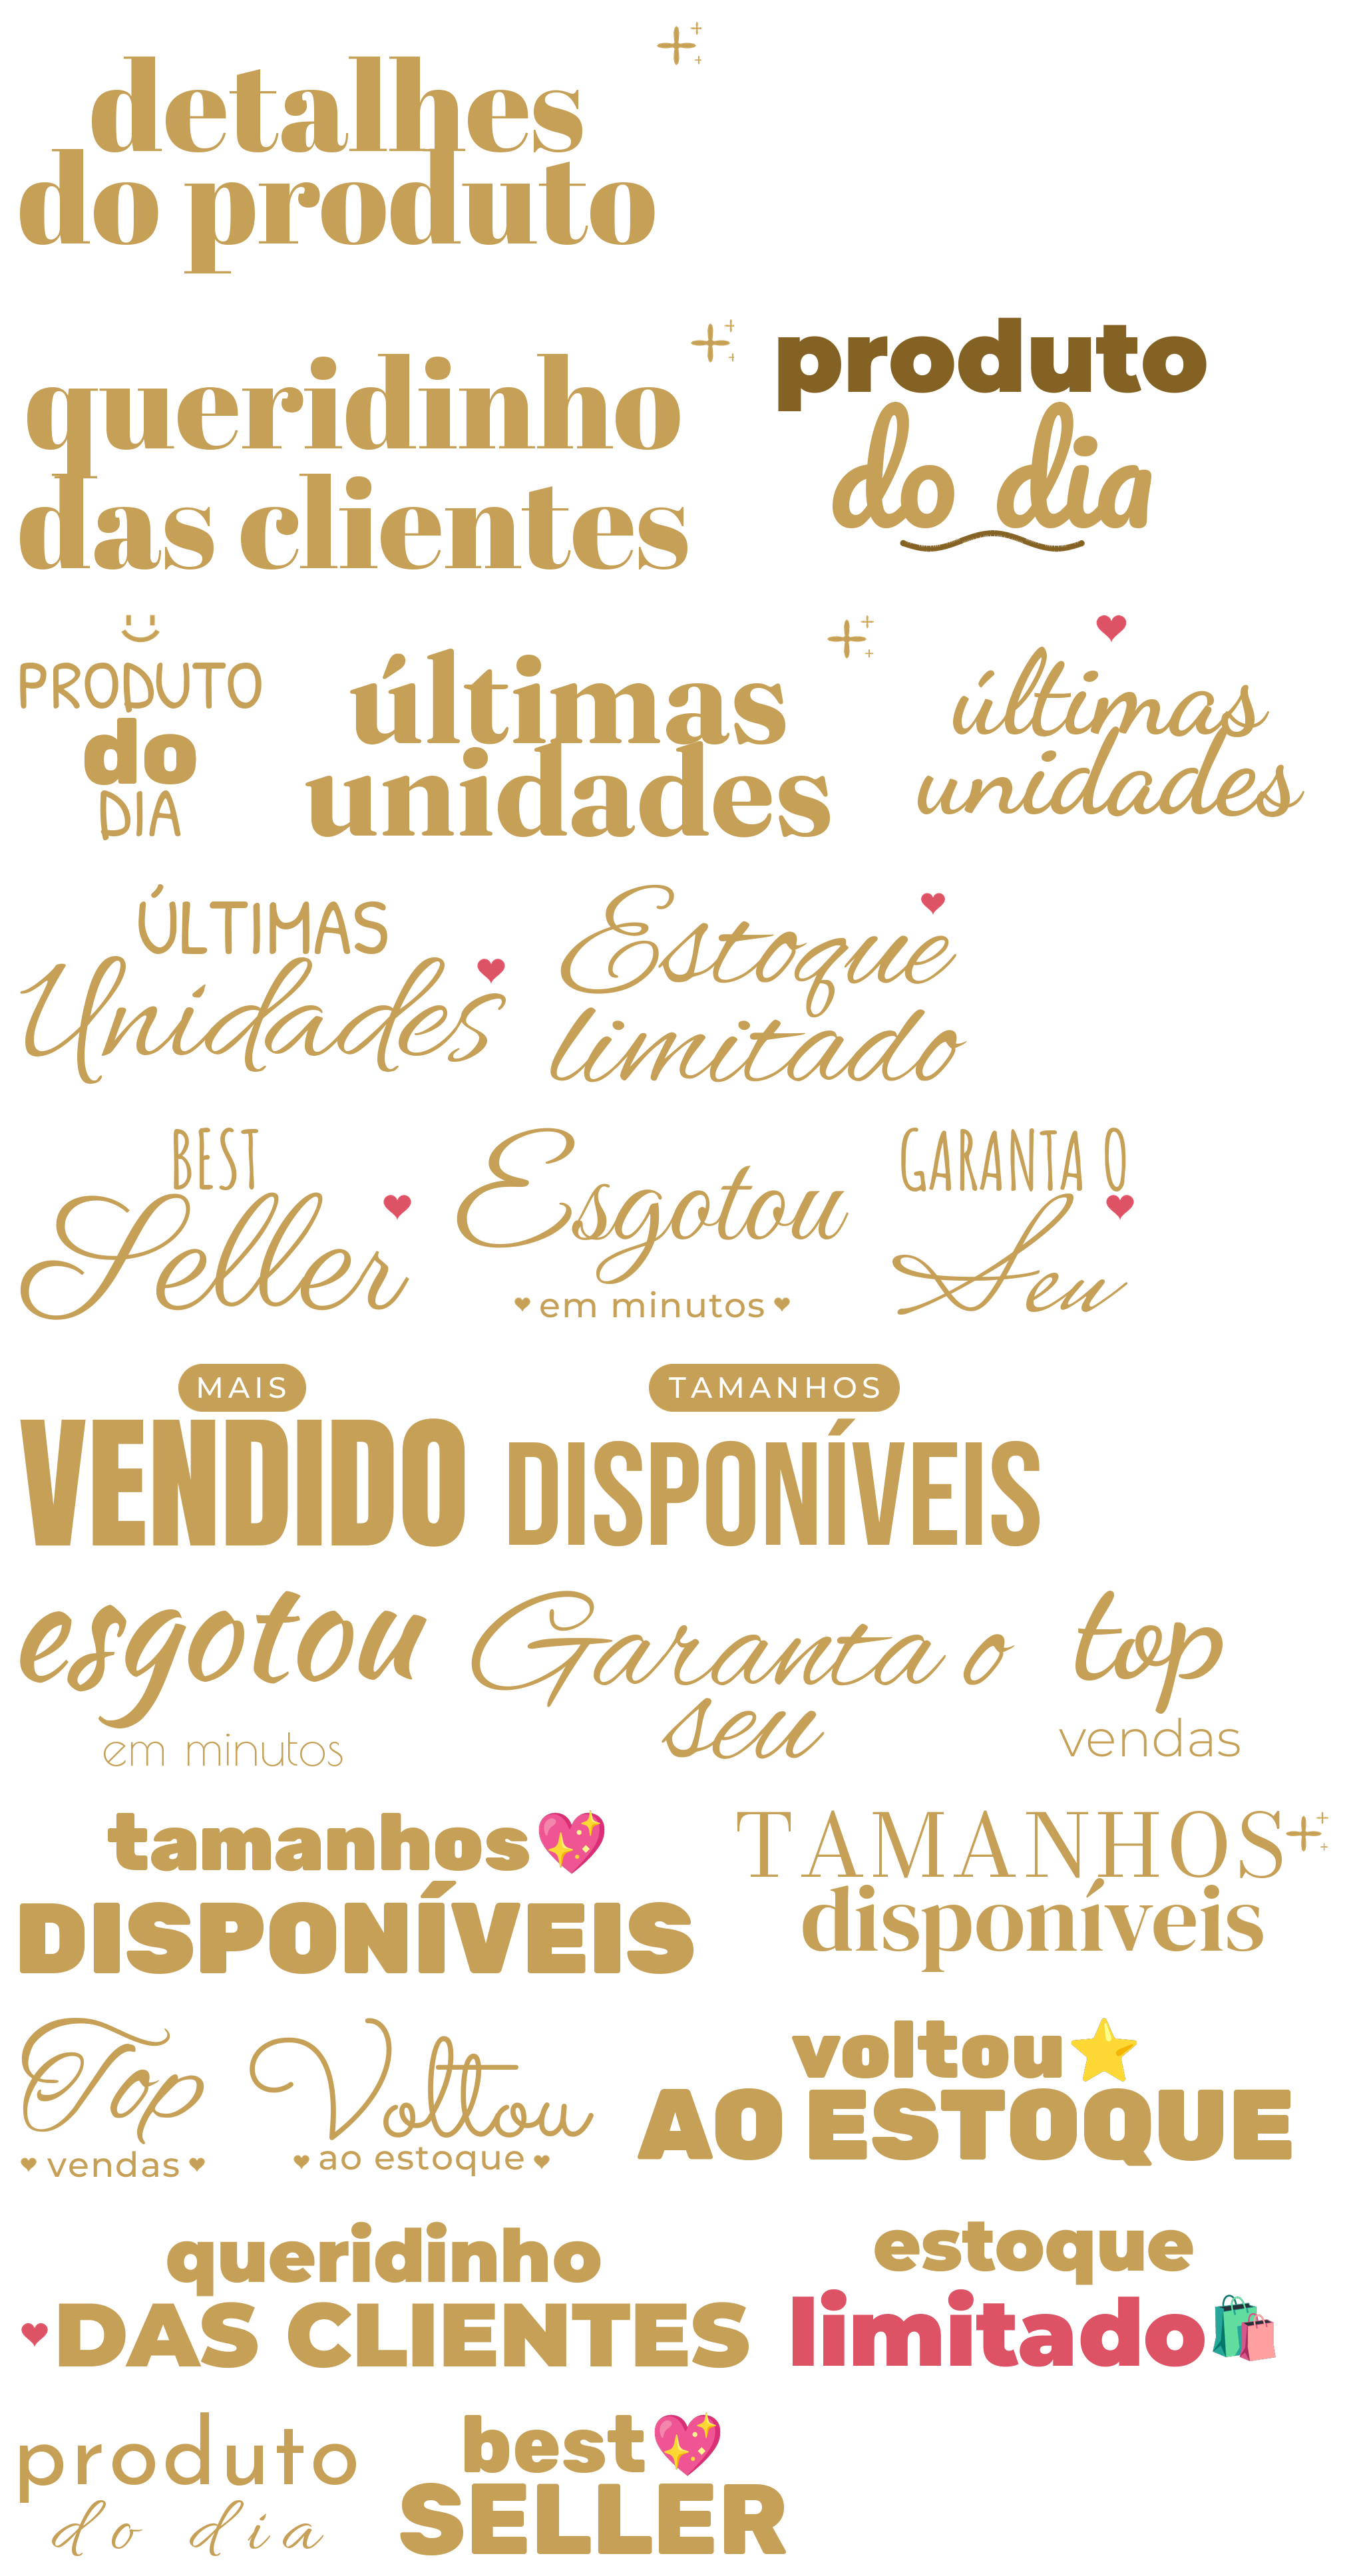 detalhes
do produto
queridinho
das clientes
produto
do dia
PRODUTO
do
DIA
últimas
unidades
últimas
unidades
ÚLTIMAS
Unidades
Estoque
limitado
BEST
Seller
Esgotou
em minutos
GARANTA O
Seu
MAIS
VENDIDO
TAMANHOS
DISPONÍVEIS
esgotou
em minutos
Garanta o
seu
top
vendas
tamanhos
DISPONÍVEIS
TAMANHOS
disponíveis
Top
vendas
Voltou
ao estoque
voltou
AO ESTOQUE
queridinho
DAS CLIENTES
estoque
limitado
produto
do dia
best
SELLER